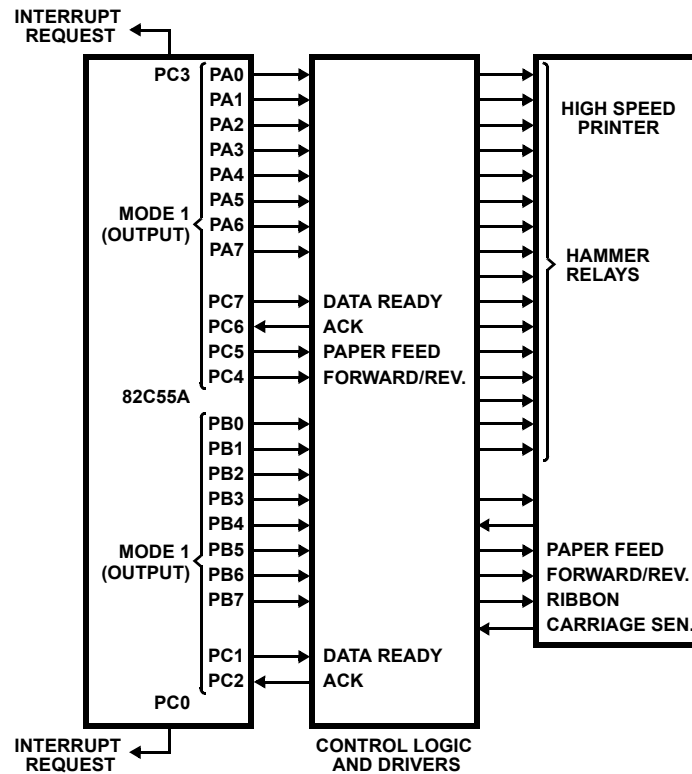 INTERRUPT
REQUEST
PC3
PA0
PA1
PA2
PA3
PA4
PA5
PA6
PA7
MODE 1
(OUTPUT)
PC7
PC6
PC5
PC4
82C55A
PB0
PB1
PB2
PB3
PB4
PB5
PB6
PB7
MODE 1
(OUTPUT)
PC1
PC2
PC0
INTERRUPT
REQUEST
DATA READY
ACK
PAPER FEED
FORWARD/REV.
DATA READY
ACK
CONTROL LOGIC
AND DRIVERS
HIGH SPEED
PRINTER
HAMMER
RELAYS
PAPER FEED
FORWARD/REV.
RIBBON
CARRIAGE SEN.